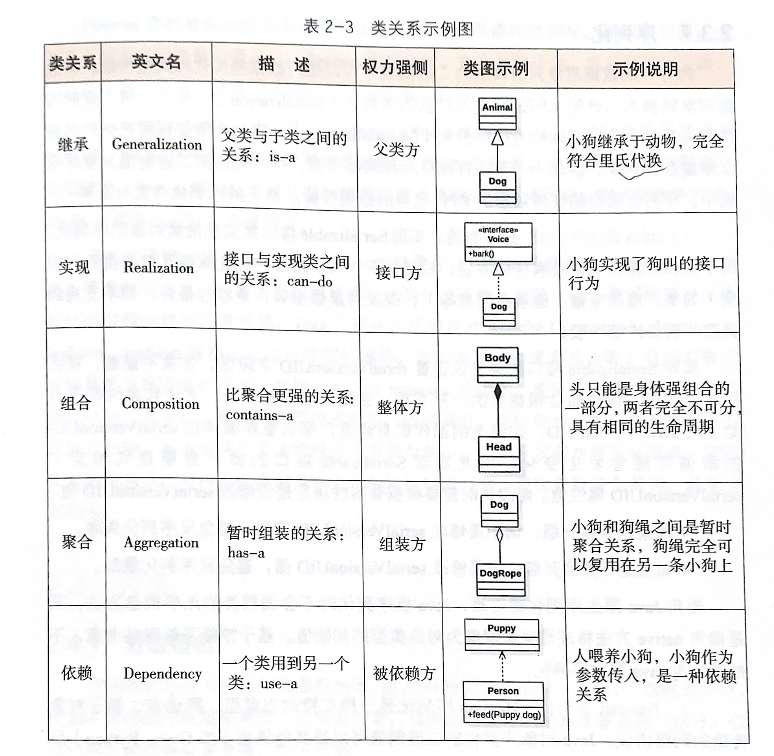 表 2-3 类关系示例图
类关系 英文名 描 述 权力强侧 类图示例 示例说明
继承 Generalization 父类与子类之间的
关系：is-a 父类方 Animal
Dog 小狗继承于动物，完全
符合里氏代换
实现 Realization 接口与实现类之间
的关系：can-do 接口方 «interface»
Voice
+bark()
Dog 小狗实现了狗叫的接口
行为
组合 Composition 比聚合更强的关系：
contains-a 整体方 Body
Head 头只能是身体强组合的
一部分，两者完全不可分，
具有相同的生命周期
聚合 Aggregation 暂时组装的关系：
has-a 组装方 Dog
DogRope 小狗和狗绳之间是暂时
聚合关系，狗绳完全可
以复用在另一条小狗上
依赖 Dependency 一个类用到另一个
类：use-a 被依赖方 Puppy
Person
+feed(Puppy dog) 人喂养小狗，小狗作为
参数传入，是一种依赖
关系